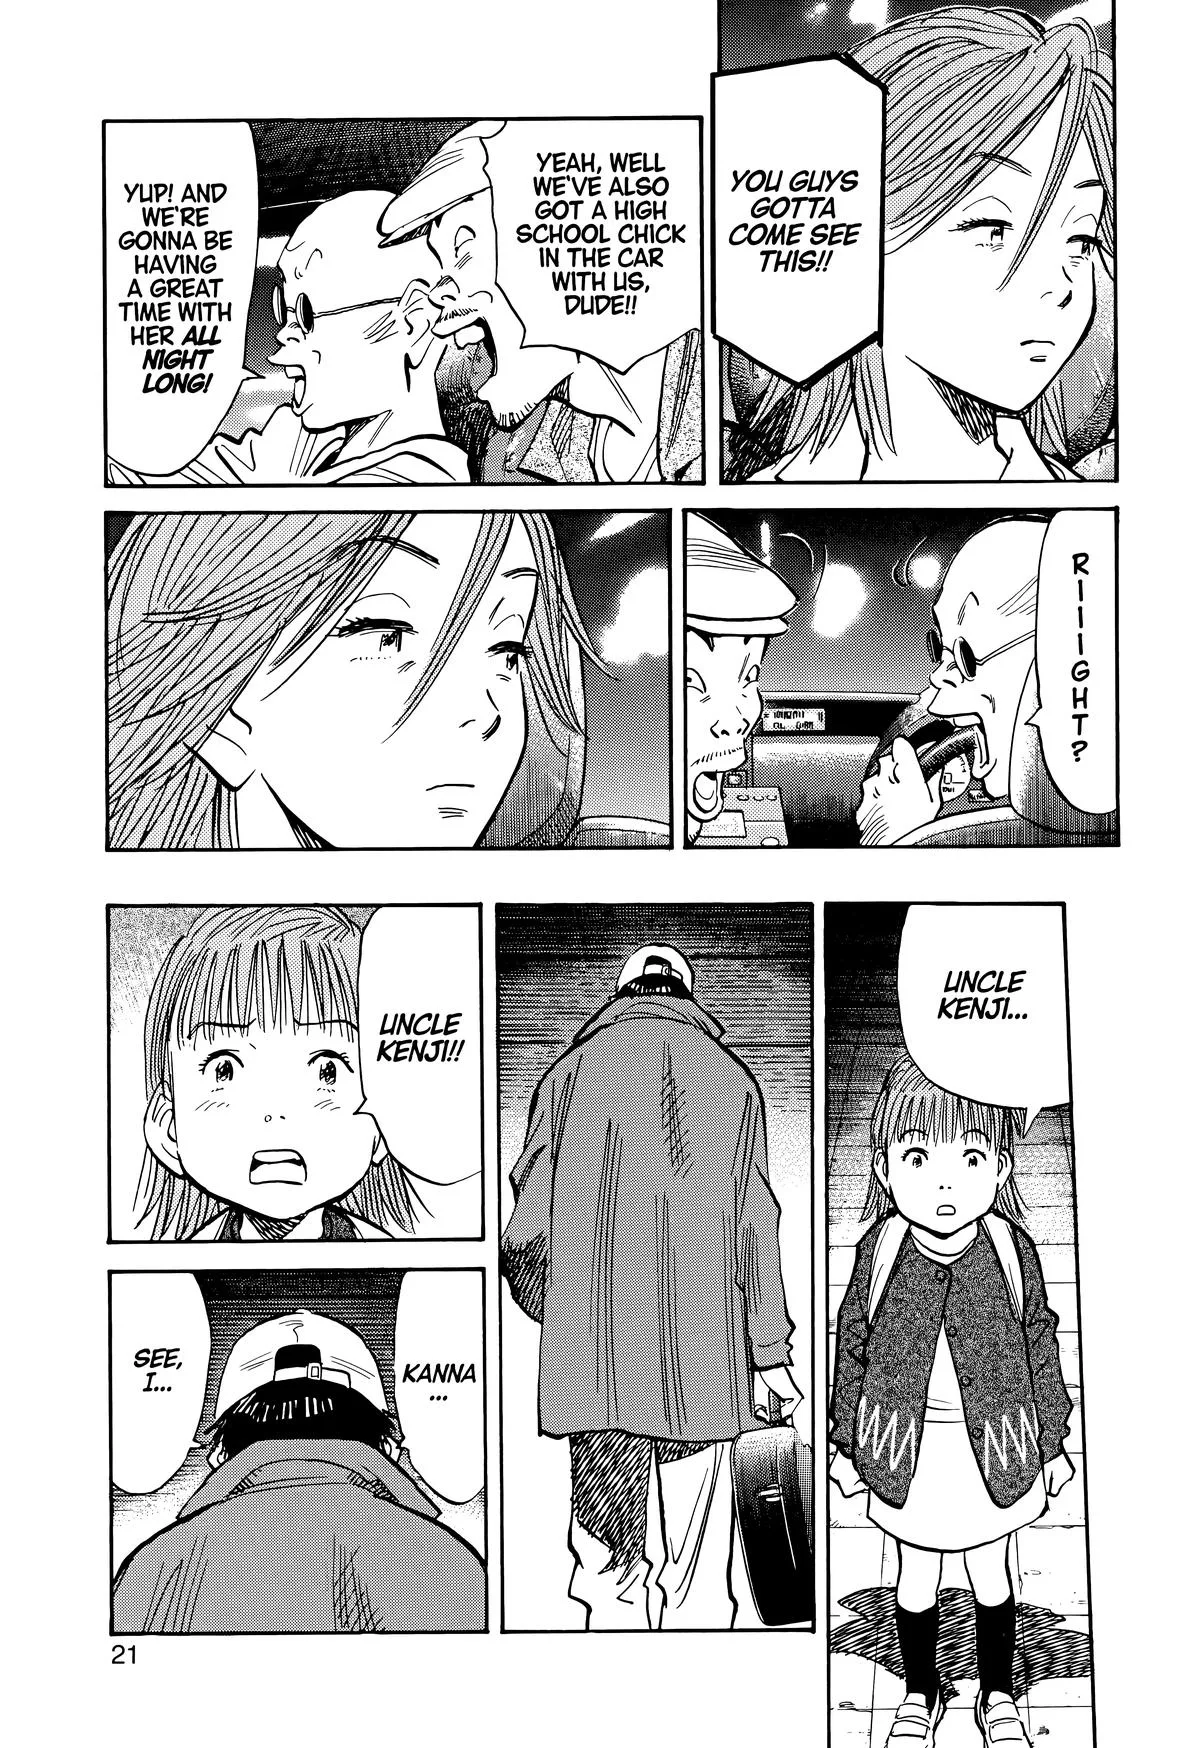 YOU GUYS
GOTTA
COME SEE
THIS!!
YEAH, WELL
WE'VE ALSO
GOT A HIGH
SCHOOL CHICK
IN THE CAR
WITH US,
DUDE!!
YUP! AND
WE'RE
GONNA BE
HAVING
A GREAT
TIME WITH
HER ALL
NIGHT
LONG!
RIIIGHT?
UNCLE
KENJI...
UNCLE
KENJI!!
KANNA
...
SEE,
I...
21